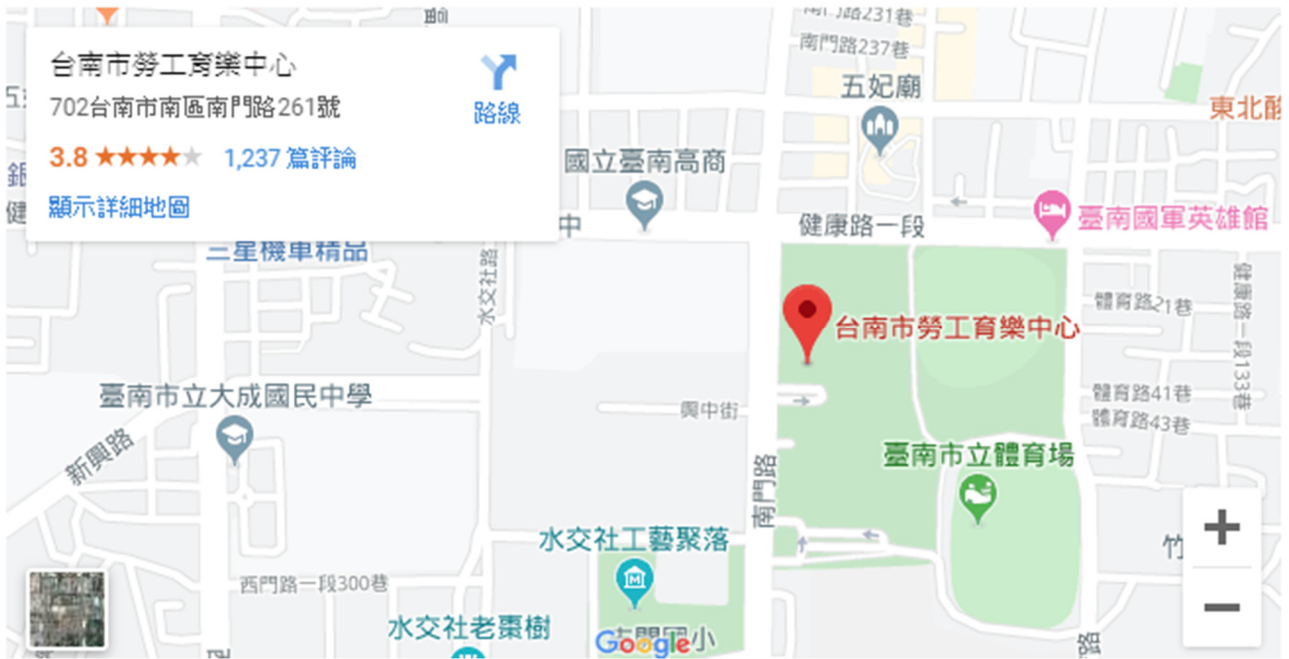 台南市勞工育樂中心
702台南市南區南門路261號
路線
3.8
1,237 篇評論
顯示詳細地圖
南門路231巷
南門路237巷
五妃廟
東北酸
國立臺南高商
中
健康路一段
臺南國軍英雄館
三星機車精品
水交社路
台南市勞工育樂中心
體育路21巷
健康路一段133巷
臺南市立大成國民中學
新興路
興中街
體育路41巷
體育路43巷
臺南市立體育場
南門路
水交社工藝聚落
竹
西門路一段300巷
水交社老棗樹
Google
小
路